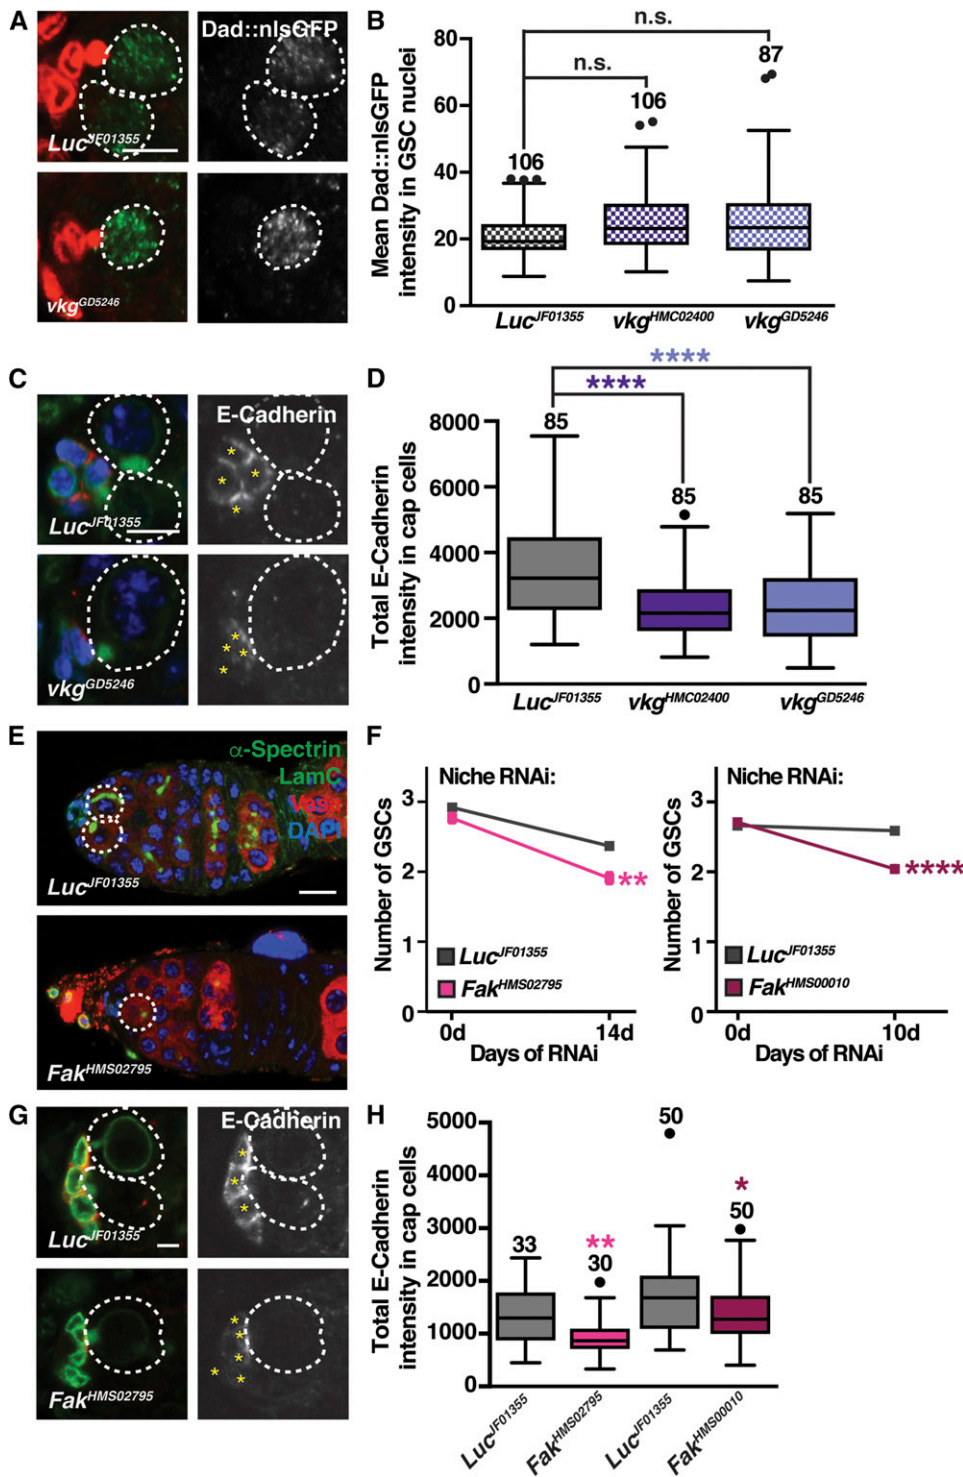 A
Dad::nlsGFP
Luc^JF01355
vkg^GD5246
B
Mean Dad::nlsGFP
intensity in GSC nuclei
80
60
40
20
0
n.s.
n.s.
106
106
87
Luc^JF01355
vkg^HMC02400
vkg^GD5246
C
E-Cadherin
* * * *
Luc^JF01355
vkg^GD5246
* * * *
D
Total E-Cadherin
intensity in cap cells
8000
6000
4000
2000
0
****
****
85
85
85
Luc^JF01355
vkg^HMC02400
vkg^GD5246
E
α-Spectrin
LamC
Vasa
DAPI
Luc^JF01355
Fak^HMS02795
F
Niche RNAi:
Number of GSCs
3
2
1
0
**
Luc^JF01355
Fak^HMS02795
0d
14d
Days of RNAi
Niche RNAi:
Number of GSCs
3
2
1
0
****
Luc^JF01355
Fak^HMS00010
0d
10d
Days of RNAi
G
E-Cadherin
* * *
Luc^JF01355
Fak^HMS02795
* * * * *
H
Total E-Cadherin
intensity in cap cells
5000
4000
3000
2000
1000
0
33
**
30
50
*
50
Luc^JF01355
Fak^HMS02795
Luc^JF01355
Fak^HMS00010